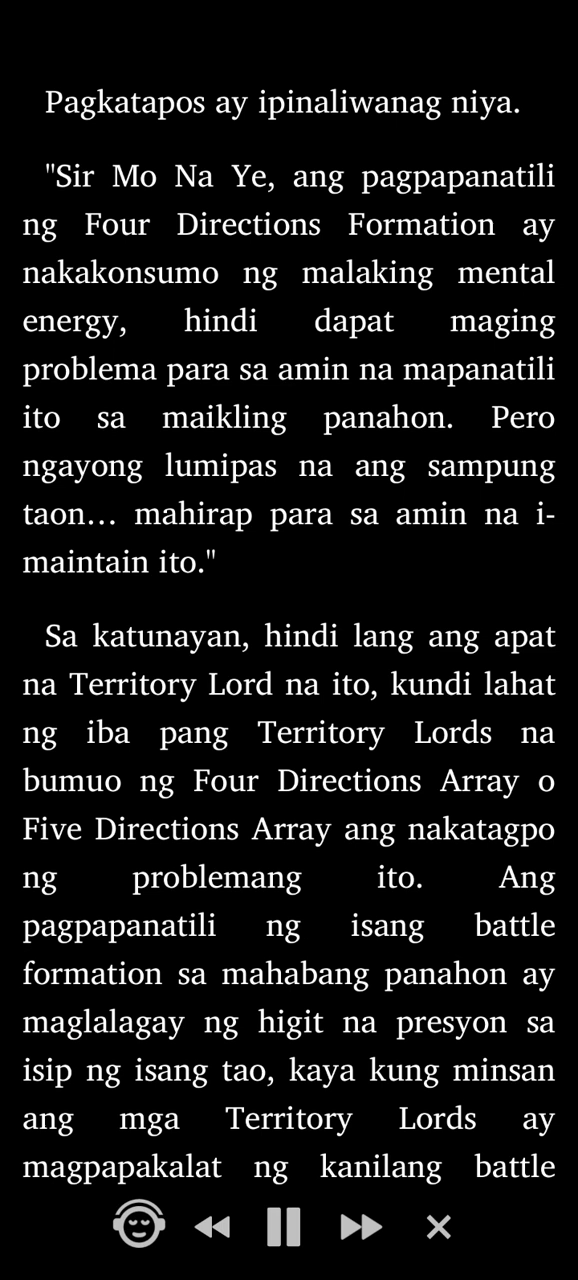 Pagkatapos ay ipinaliwanag niya.
"Sir Mo Na Ye, ang pagpapanatili
ng Four Directions Formation ay
nakakonsumo ng malaking mental
energy, hindi dapat maging
problema para sa amin na mapanatili
ito sa maikling panahon. Pero
ngayong lumipas na ang sampung
taon… mahirap para sa amin na i-
maintain ito."
Sa katunayan, hindi lang ang apat
na Territory Lord na ito, kundi lahat
ng iba pang Territory Lords na
bumuo ng Four Directions Array o
Five Directions Array ang nakatagpo
ng problemang ito. Ang
pagpapanatili ng isang battle
formation sa mahabang panahon ay
maglalagay ng higit na presyon sa
isip ng isang tao, kaya kung minsan
ang mga Territory Lords ay
magpapakalat ng kanilang battle